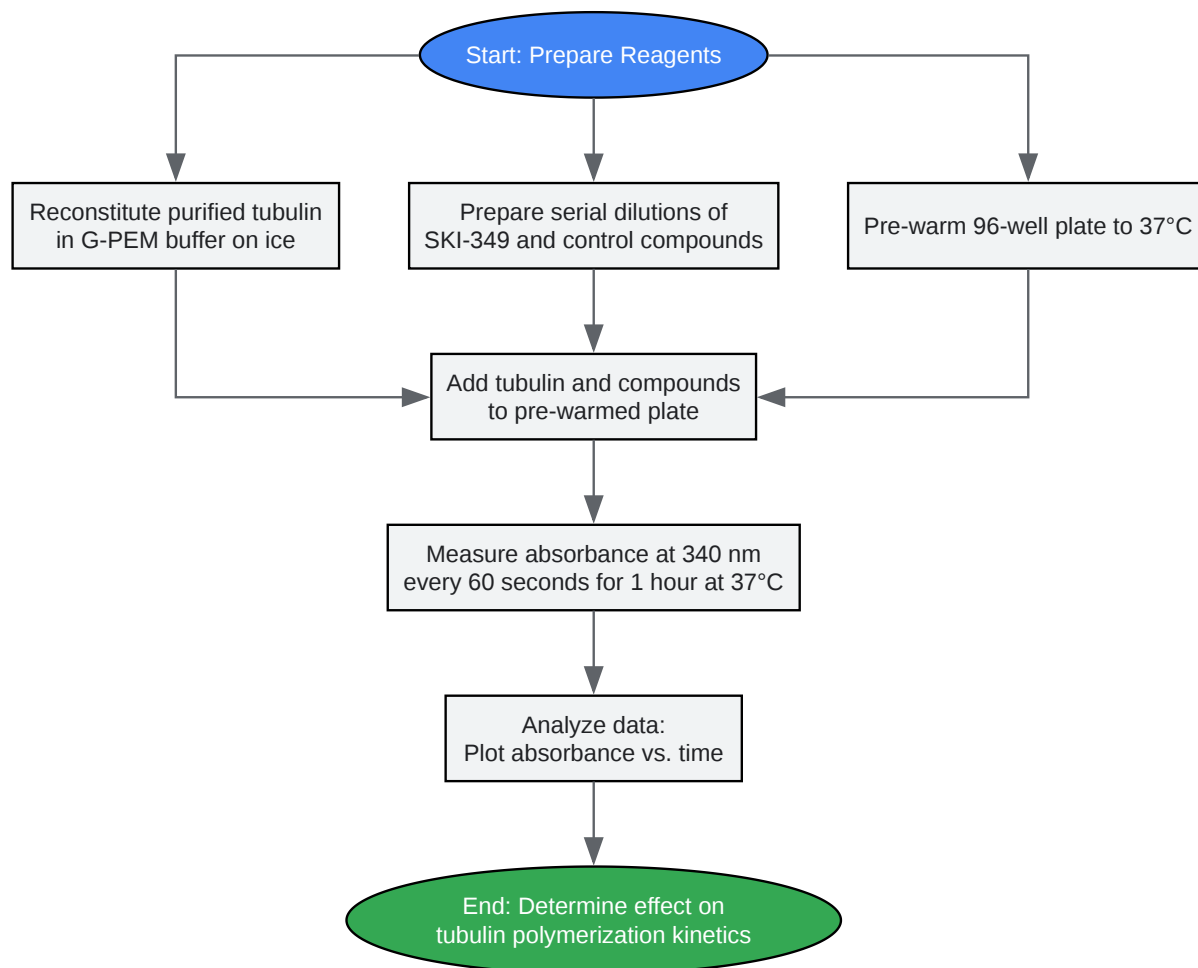 Start: Prepare Reagents
Reconstitute purified tubulin
in G-PEM buffer on ice
Prepare serial dilutions of
SKI-349 and control compounds
Pre-warm 96-well plate to 37°C
Add tubulin and compounds
to pre-warmed plate
Measure absorbance at 340 nm
every 60 seconds for 1 hour at 37°C
Analyze data:
Plot absorbance vs. time
End: Determine effect on
tubulin polymerization kinetics